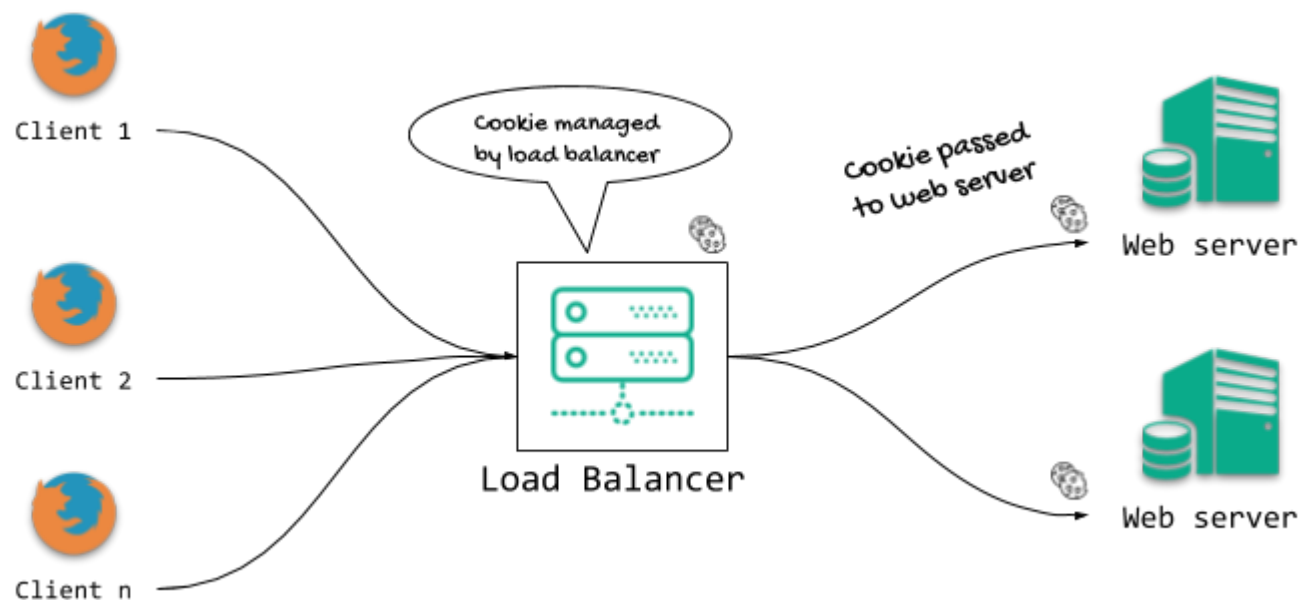 Client 1
Client 2
Client n
Cookie managed
by load balancer
Load Balancer
Cookie passed
to web server
Web server
Web server